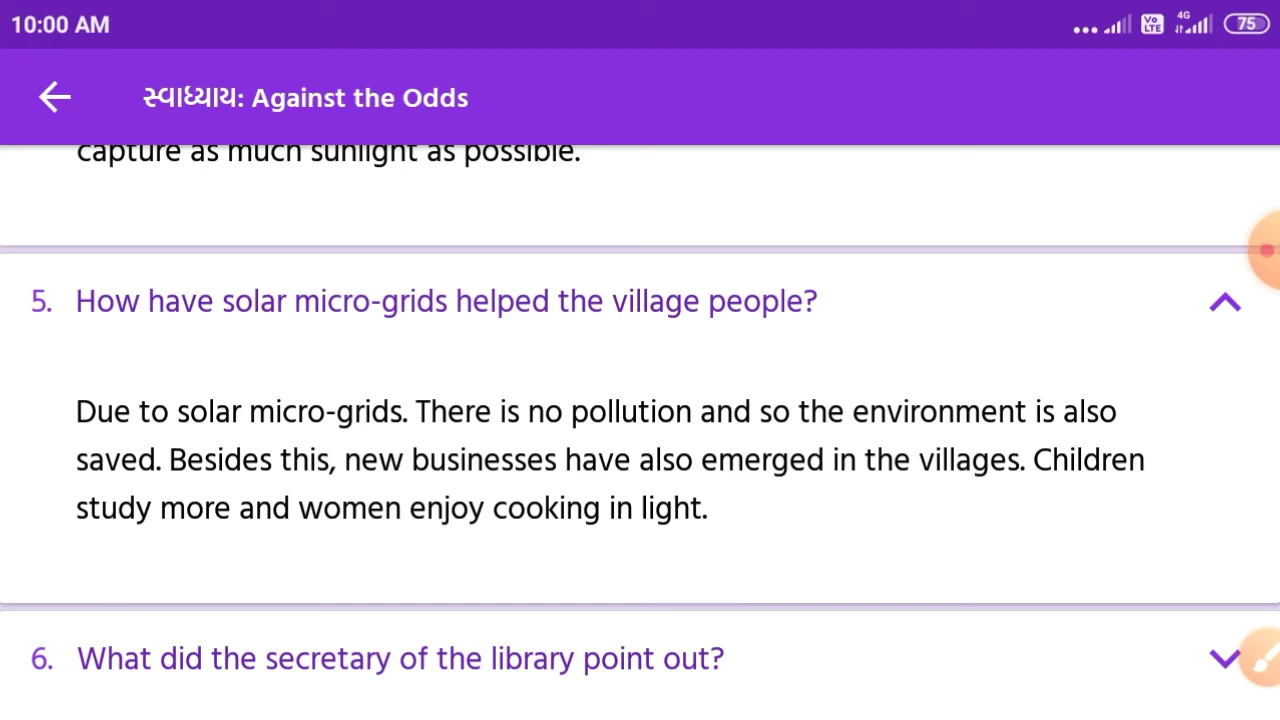 10:00 AM
Vo LTE 4G 75
સ્વાધ્યાય: Against the Odds
capture as much sunlight as possible.
5. How have solar micro-grids helped the village people?
Due to solar micro-grids. There is no pollution and so the environment is also
saved. Besides this, new businesses have also emerged in the villages. Children
study more and women enjoy cooking in light.
6. What did the secretary of the library point out?